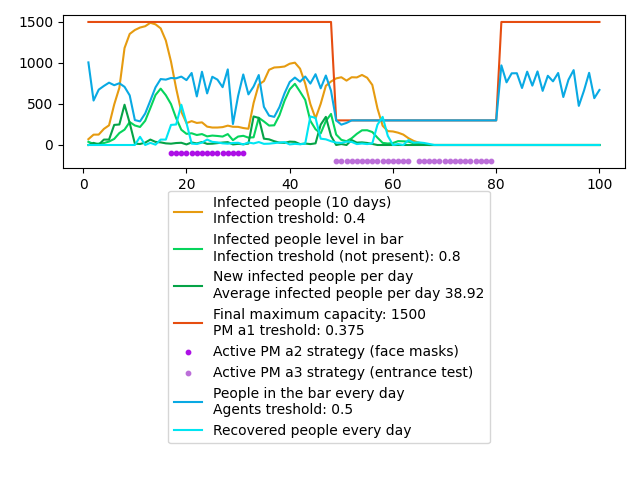 1500
1000
500
0
0
20
40
60
80
100
Infected people (10 days)
Infection treshold: 0.4
Infected people level in bar
Infection treshold (not present): 0.8
New infected people per day
Average infected people per day 38.92
Final maximum capacity: 1500
PM a1 treshold: 0.375
Active PM a2 strategy (face masks)
Active PM a3 strategy (entrance test)
People in the bar every day
Agents treshold: 0.5
Recovered people every day